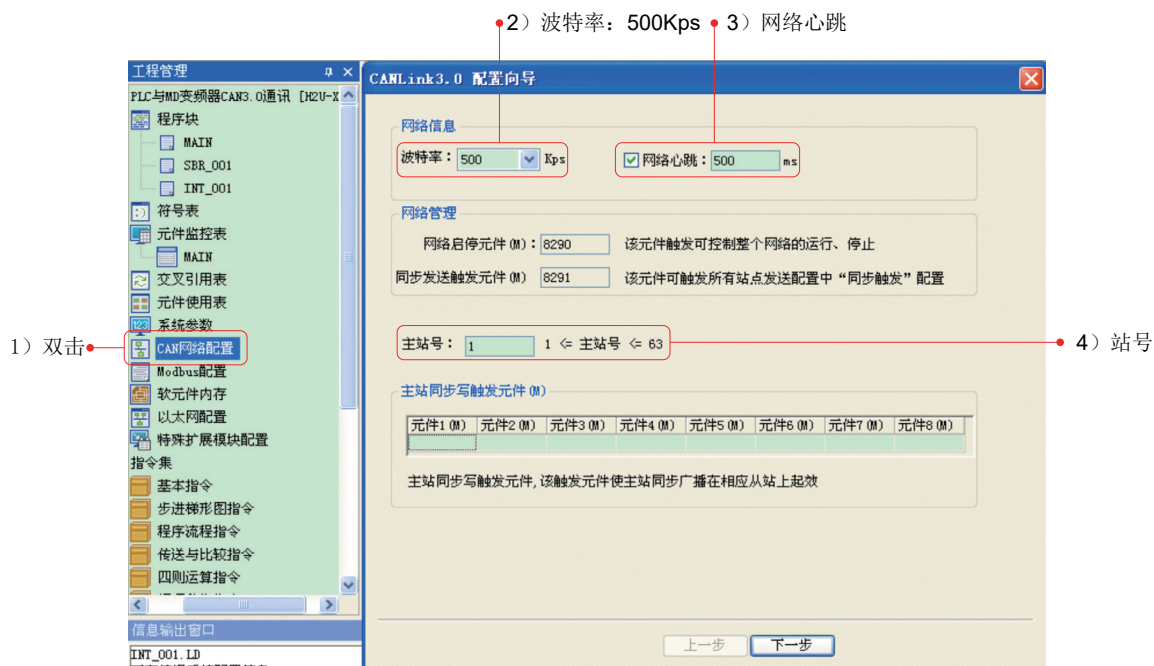 2）波特率：500Kps
3）网络心跳
工程管理
PLC与MD变频器CAN3.0通讯 [H2U-X
程序块
MAIN
SBR_001
INT_001
符号表
元件监控表
MAIN
交叉引用表
元件使用表
系统参数
1）双击
CAN网络配置
Modbus配置
软元件内存
以太网配置
特殊扩展模块配置
指令集
基本指令
步进梯形图指令
程序流程指令
传送与比较指令
四则运算指令
信息输出窗口
INT_001.LD
CANLink3.0 配置向导
网络信息
波特率：500 Kps
网络心跳：500 ms
网络管理
网络启停元件(M)：8290 该元件触发可控制整个网络的运行、停止
同步发送触发元件(M) 8291 该元件可触发所有站点发送配置中“同步触发”配置
主站号：1 1 <= 主站号 <= 63
4）站号
主站同步写触发元件(M)
元件1(M) 元件2(M) 元件3(M) 元件4(M) 元件5(M) 元件6(M) 元件7(M) 元件8(M)
主站同步写触发元件,该触发元件使主站同步广播在相应从站上起效
上一步 下一步